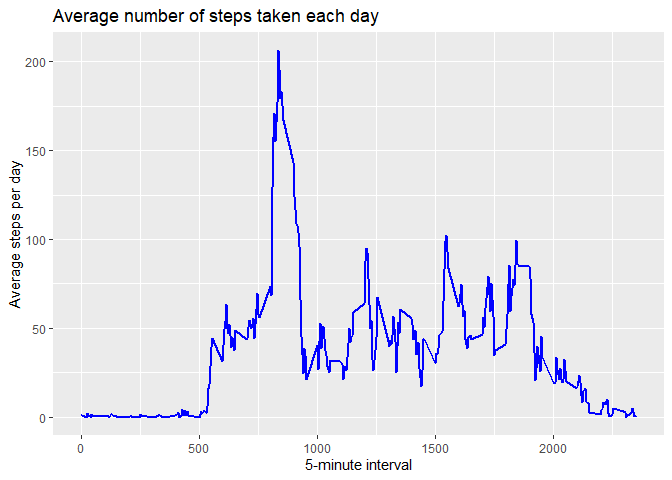 Average number of steps taken each day
Average steps per day
200
150
100
50
0
0 500 1000 1500 2000
5-minute interval